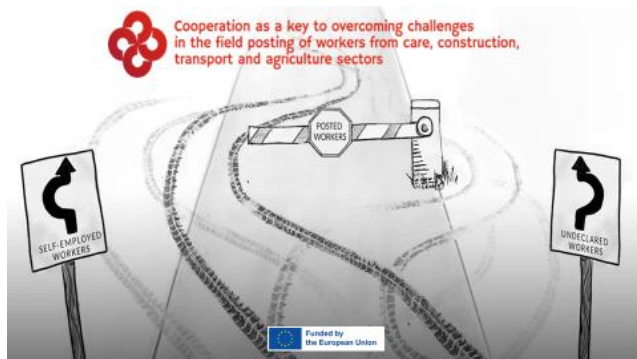 Cooperation as a key to overcoming challenges
in the field posting of workers from care, construction,
transport and agriculture sectors
POSTED
WORKERS
SELF-EMPLOYED
WORKERS
UNDECLARED
WORKERS
Funded by
the European Union